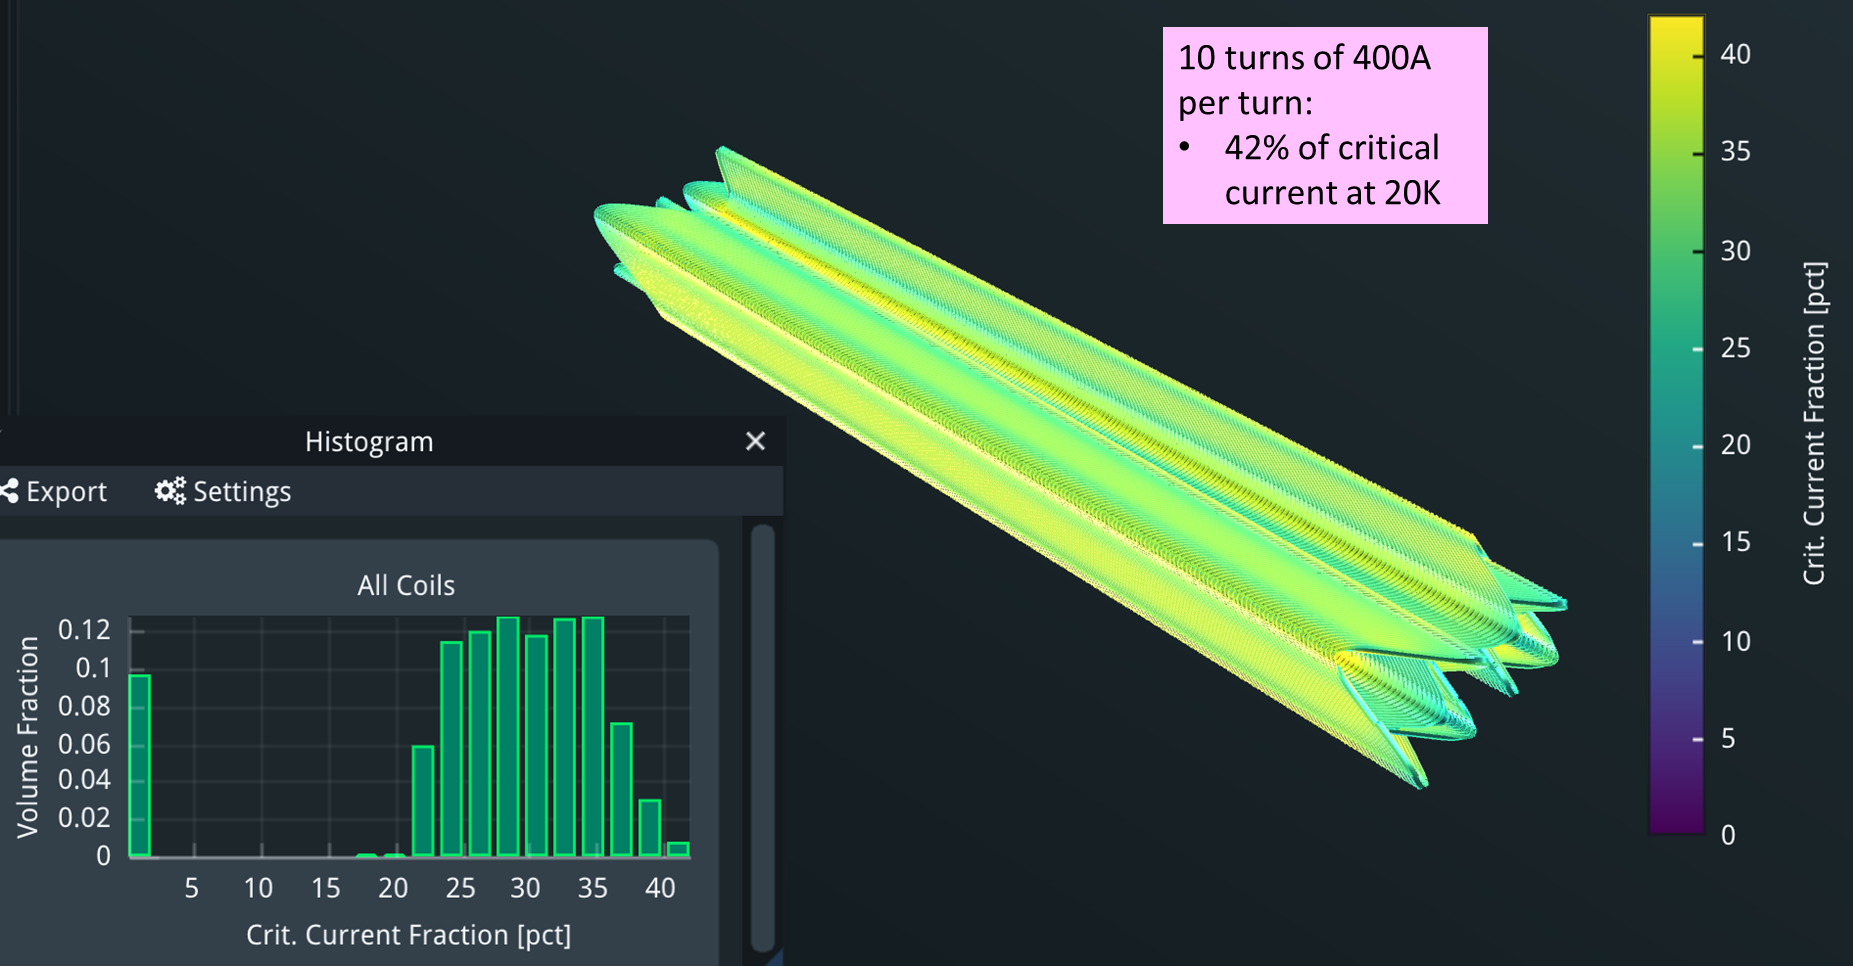 10 turns of 400A
per turn:
• 42% of critical
current at 20K
40
35
30
25
20
15
10
5
0
Crit. Current Fraction [pct]
Histogram
Export Settings
All Coils
Volume Fraction
0.12
0.1
0.08
0.06
0.04
0.02
0
5 10 15 20 25 30 35 40
Crit. Current Fraction [pct]